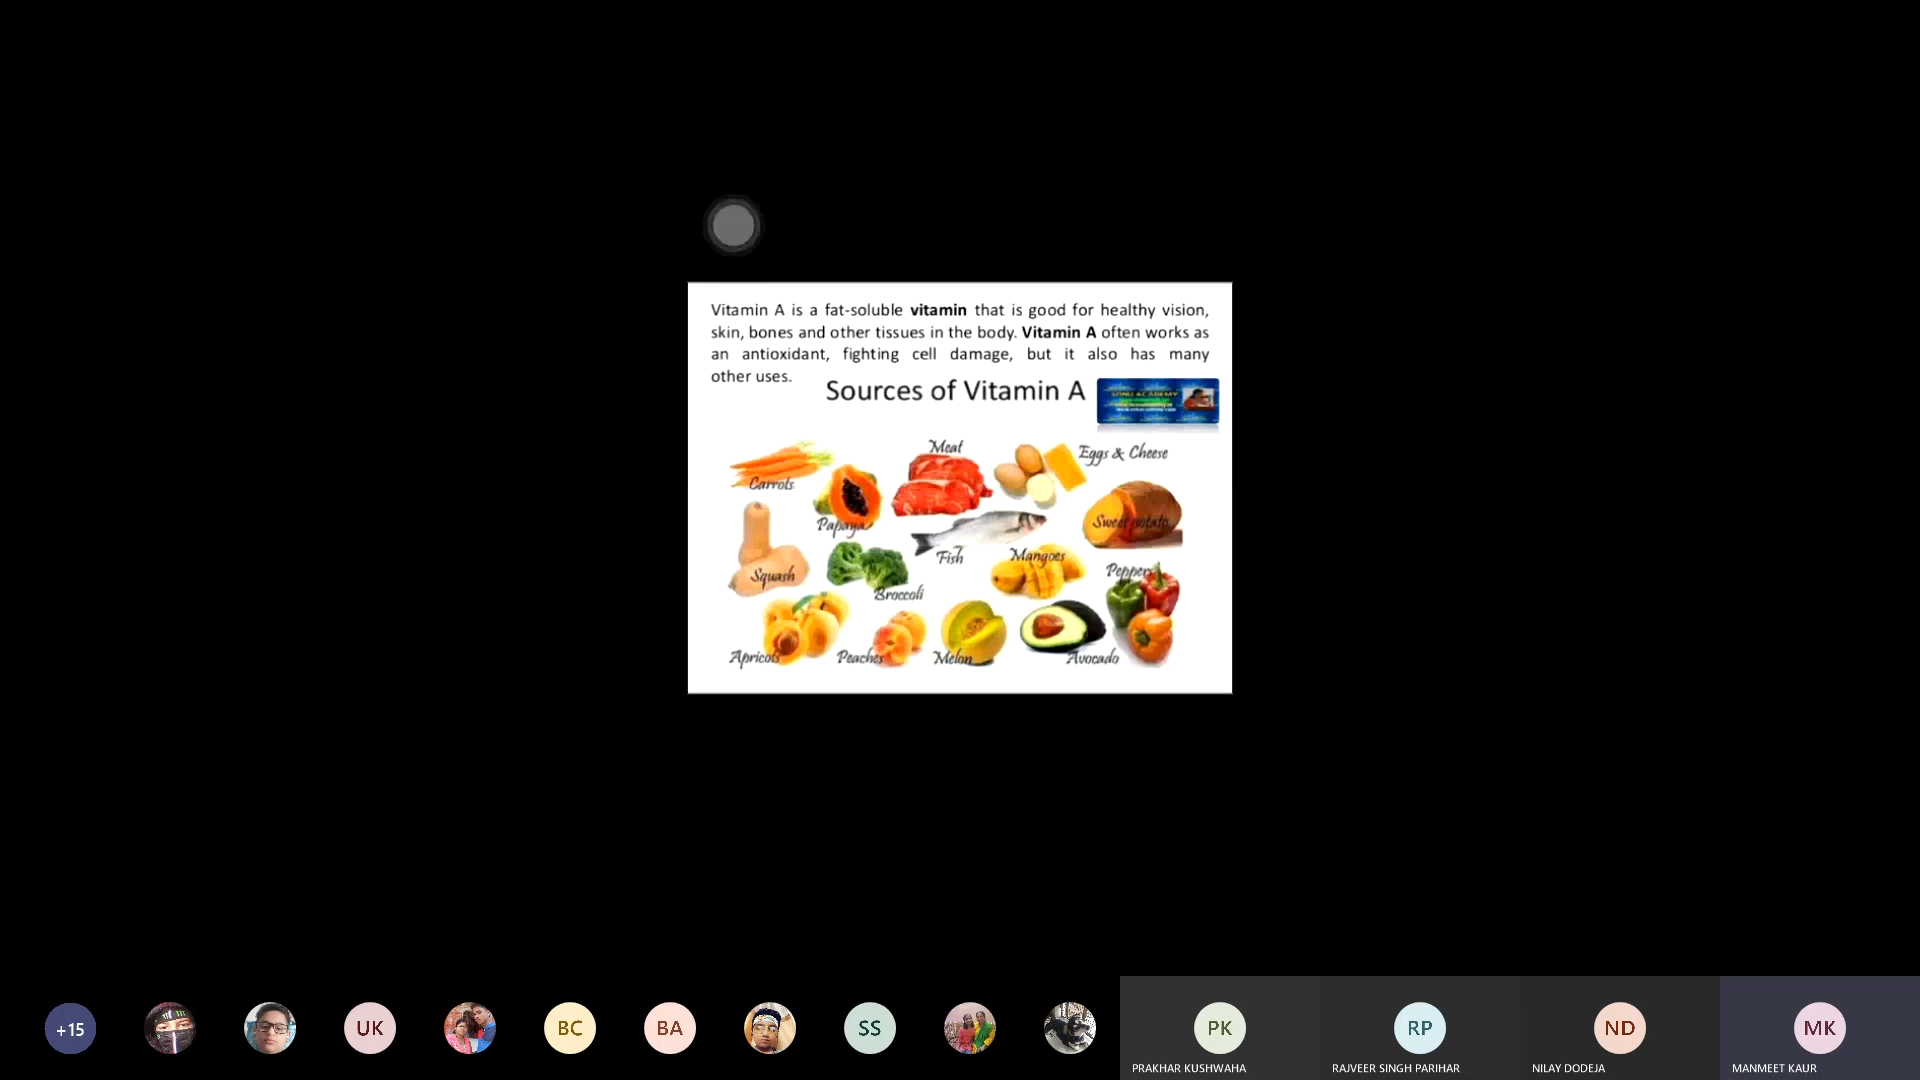 Vitamin A is a fat-soluble vitamin that is good for healthy vision,
skin, bones and other tissues in the body. Vitamin A often works as
an antioxidant, fighting cell damage, but it also has many
other uses.
Sources of Vitamin A
SONU ACADEMY
Carrots
Meat
Eggs & Cheese
Papaya
Sweet potato
Fish
Mangoes
Squash
Broccoli
Peppers
Apricots
Peaches
Melon
Avocado
+15
UK
BC
BA
SS
PK
RP
ND
MK
PRAKHAR KUSHWAHA
RAJVEER SINGH PARIHAR
NILAY DODEJA
MANMEET KAUR